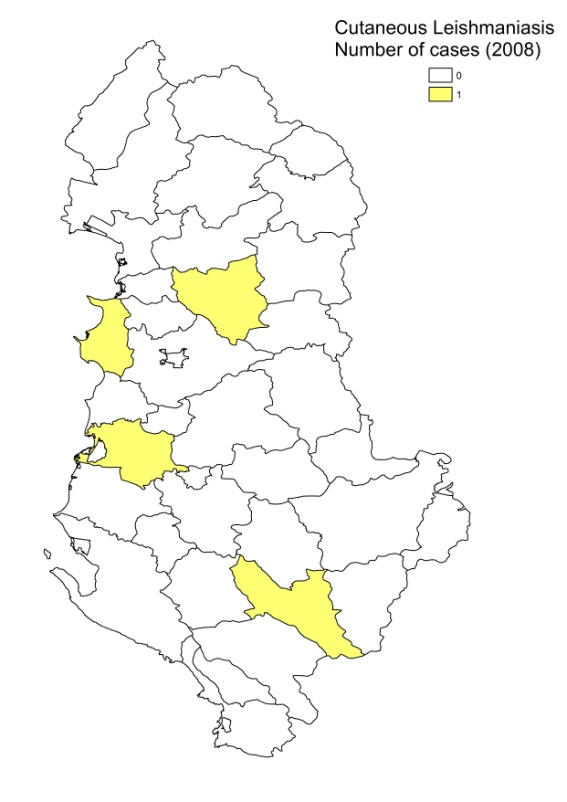 Cutaneous Leishmaniasis
Number of cases (2008)
0
1